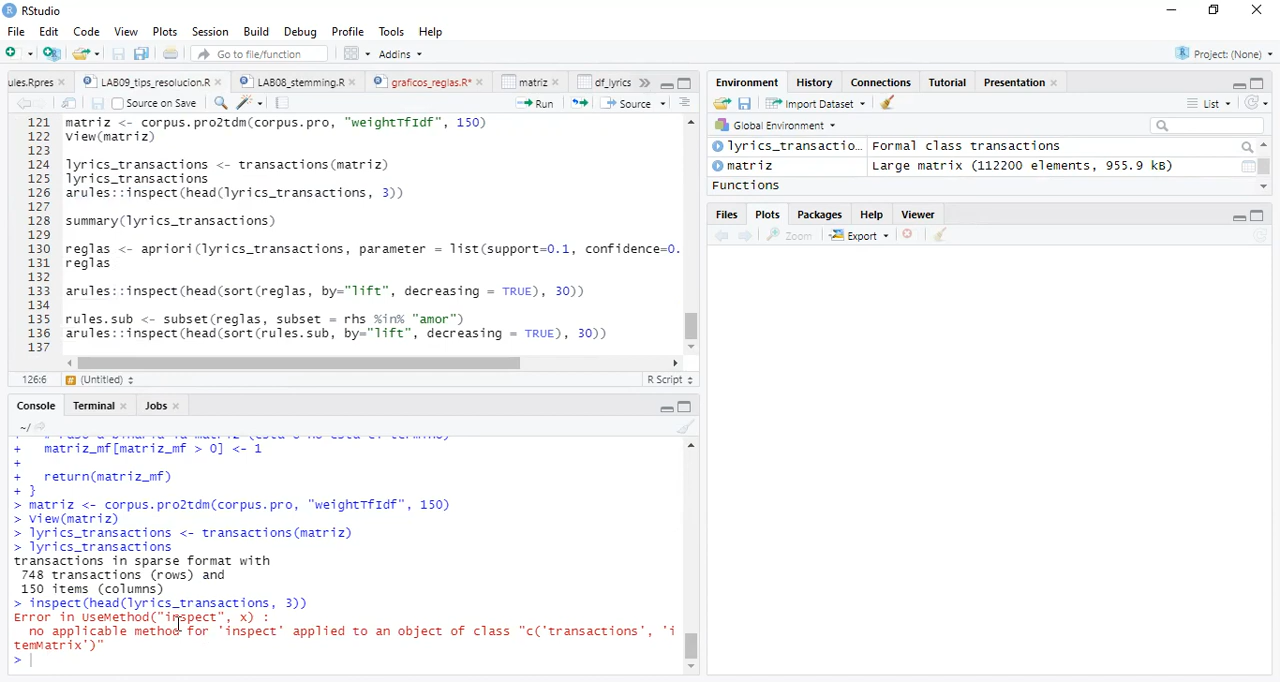 RStudio
File Edit Code View Plots Session Build Debug Profile Tools Help
Go to file/function Addins Project: (None)
ules.Rpres LAB09_tips_resolucion.R LAB08_stemming.R graficos_reglas.R* matriz df_lyrics
Source on Save Run Source
121 matriz <- corpus.pro2tdm(corpus.pro, "weightTfIdf", 150)
122 View(matriz)
123
124 lyrics_transactions <- transactions(matriz)
125 lyrics_transactions
126 arules::inspect(head(lyrics_transactions, 3))
127
128 summary(lyrics_transactions)
129
130 reglas <- apriori(lyrics_transactions, parameter = list(support=0.1, confidence=0.
131 reglas
132
133 arules::inspect(head(sort(reglas, by="lift", decreasing = TRUE), 30))
134
135 rules.sub <- subset(reglas, subset = rhs %in% "amor")
136 arules::inspect(head(sort(rules.sub, by="lift", decreasing = TRUE), 30))
137
126:6 (Untitled) R Script
Console Terminal Jobs
~/
+ matriz_mf[matriz_mf > 0] <- 1
+
+ return(matriz_mf)
+ }
> matriz <- corpus.pro2tdm(corpus.pro, "weightTfIdf", 150)
> View(matriz)
> lyrics_transactions <- transactions(matriz)
> lyrics_transactions
transactions in sparse format with
748 transactions (rows) and
150 items (columns)
> inspect(head(lyrics_transactions, 3))
Error in UseMethod("inspect", x) :
no applicable method for 'inspect' applied to an object of class "c('transactions', 'i
temMatrix')"
>
Environment History Connections Tutorial Presentation
Import Dataset List
Global Environment
lyrics_transactio… Formal class transactions
matriz Large matrix (112200 elements, 955.9 kB)
Functions
Files Plots Packages Help Viewer
Zoom Export